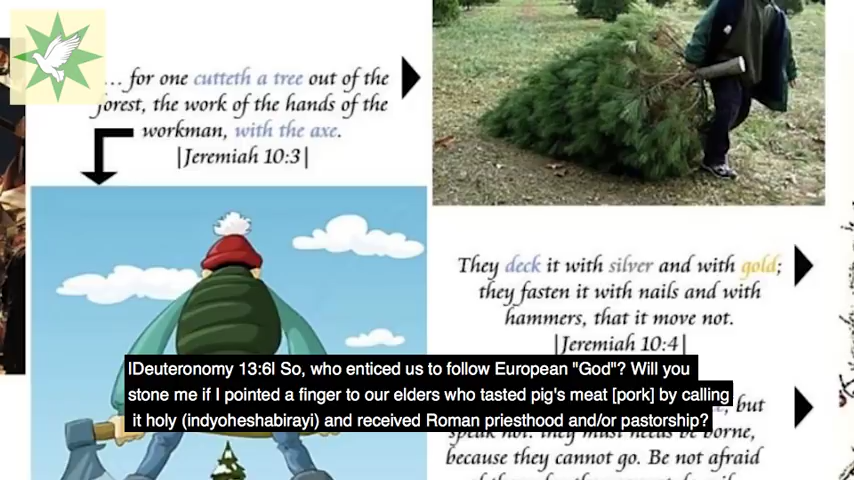 … for one cutteth a tree out of the
forest, the work of the hands of the
workman, with the axe.
|Jeremiah 10:3|
They deck it with silver and with gold;
they fasten it with nails and with
hammers, that it move not.
|Jeremiah 10:4|
, but
speak not: they must needs be borne,
because they cannot go. Be not afraid
|Deuteronomy 13:6| So, who enticed us to follow European "God"? Will you
stone me if I pointed a finger to our elders who tasted pig's meat [pork] by calling
it holy (indyoheshabirayi) and received Roman priesthood and/or pastorship?